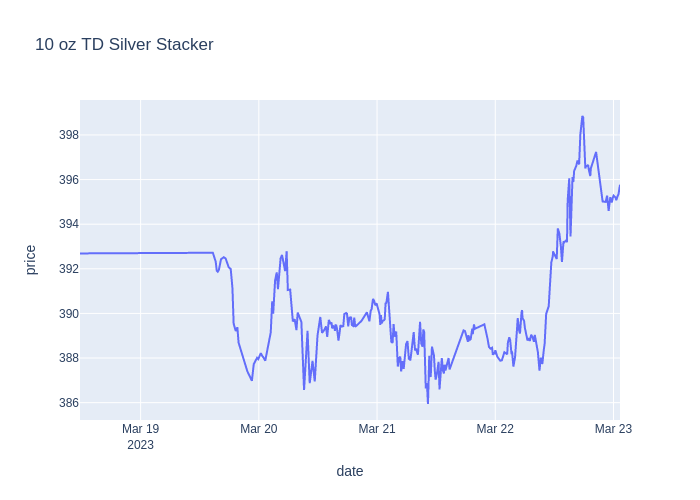 10 oz TD Silver Stacker
398
396
394
392
390
388
386
price
Mar 19
2023
Mar 20
Mar 21
Mar 22
Mar 23
date